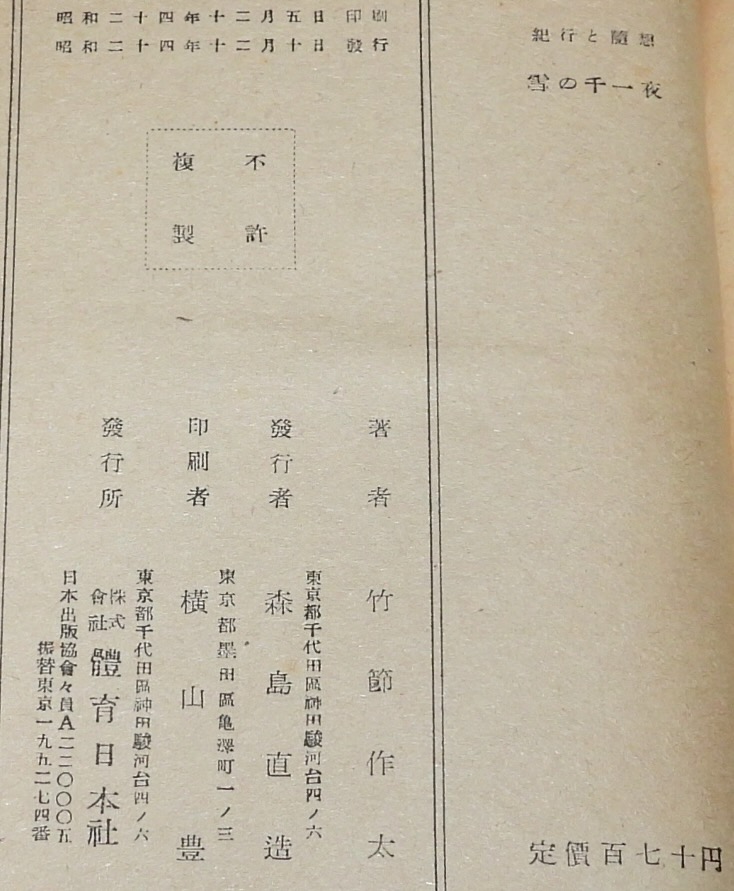 紀行と隨想
雪の千一夜
定價百七十円
昭和二十四年十二月五日印刷
昭和二十四年十二月十日發行
不許
複製
著者 竹節作太
東京都千代田區神田駿河台四ノ六
發行者 森島直造
東京都墨田區亀澤町一ノ三
印刷者 横山豊
東京都千代田區神田駿河台四ノ六
發行所 株式會社 體育日本社
日本出版協會々員A二二〇〇〇五
振替東京一九五二七四番